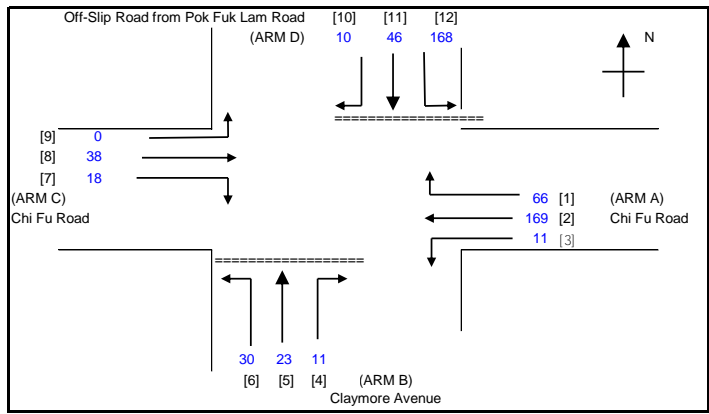 Off-Slip Road from Pok Fuk Lam Road [10] [11] [12]
(ARM D) 10 46 168 N
===================
[9] 0
[8] 38
[7] 18
(ARM C) 66 [1] (ARM A)
Chi Fu Road 169 [2] Chi Fu Road
11 [3]
===================
30 23 11
[6] [5] [4] (ARM B)
Claymore Avenue